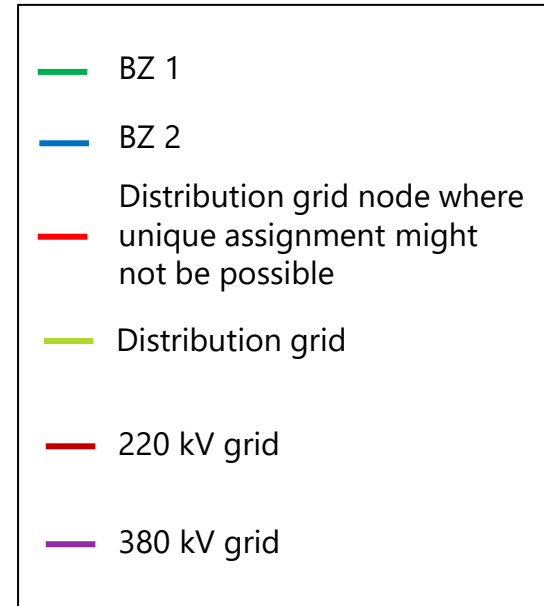 BZ 1
BZ 2
Distribution grid node where
unique assignment might
not be possible
Distribution grid
220 kV grid
380 kV grid